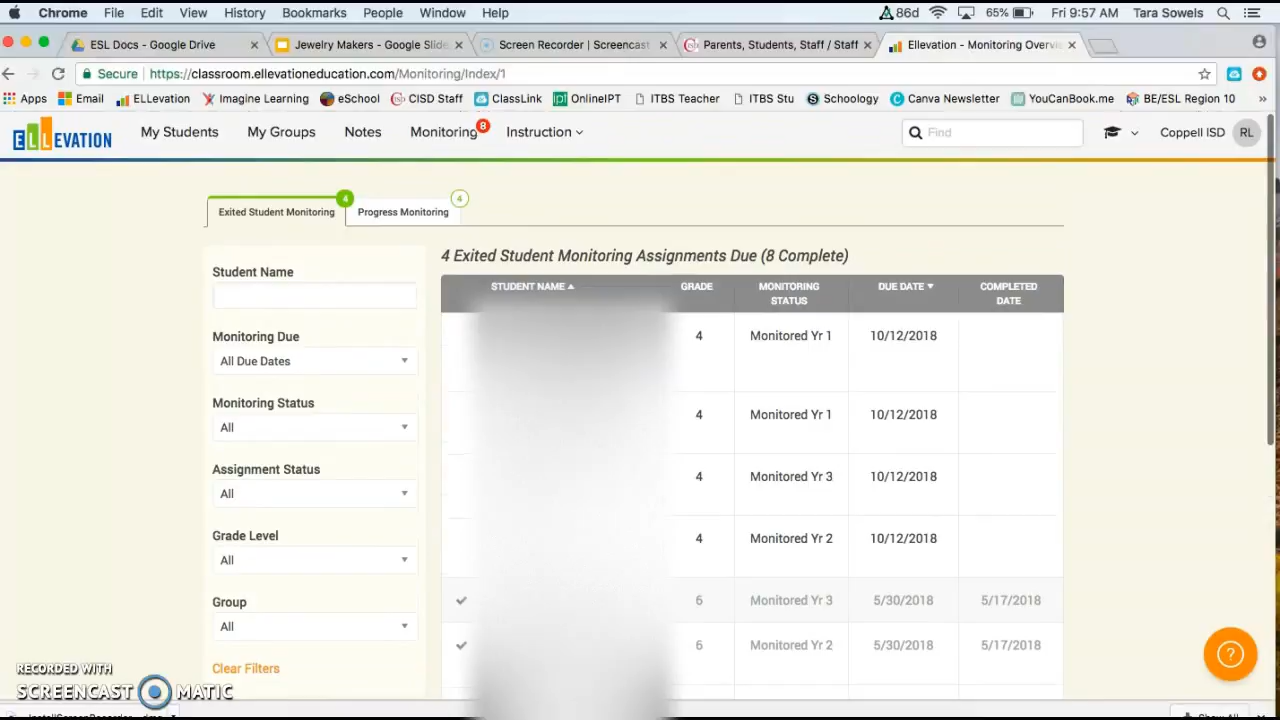 Chrome File Edit View History Bookmarks People Window Help 86d 65% Fri 9:57 AM Tara Sowels
ESL Docs - Google Drive Jewelry Makers - Google Slide Screen Recorder | Screencast Parents, Students, Staff / Staff Ellevation - Monitoring Overvi
Secure https://classroom.ellevationeducation.com/Monitoring/Index/1
Apps Email ELLevation Imagine Learning eSchool CISD Staff ClassLink OnlineIPT ITBS Teacher ITBS Stu Schoology Canva Newsletter YouCanBook.me BE/ESL Region 10 »
ELLEVATION My Students My Groups Notes Monitoring 8 Instruction Find Coppell ISD RL
Exited Student Monitoring 4 Progress Monitoring 4
4 Exited Student Monitoring Assignments Due (8 Complete)
Student Name
Monitoring Due
All Due Dates
Monitoring Status
All
Assignment Status
All
Grade Level
All
Group
All
Clear Filters
STUDENT NAME GRADE MONITORING STATUS DUE DATE COMPLETED DATE
4 Monitored Yr 1 10/12/2018
4 Monitored Yr 1 10/12/2018
4 Monitored Yr 3 10/12/2018
4 Monitored Yr 2 10/12/2018
6 Monitored Yr 3 5/30/2018 5/17/2018
6 Monitored Yr 2 5/30/2018 5/17/2018
?
RECORDED WITH
SCREENCAST MATIC